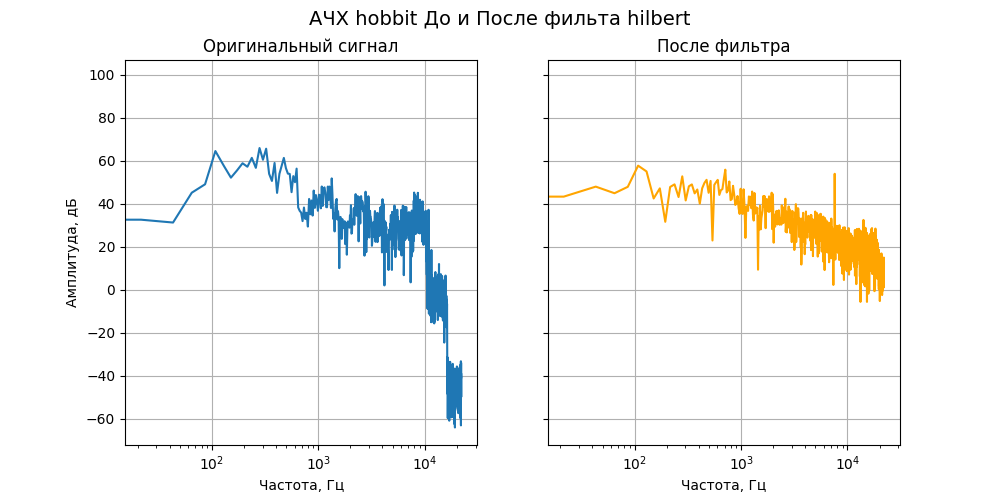 АЧХ hobbit До и После фильта hilbert
Оригинальный сигнал
После фильтра
Амплитуда, дБ
100
80
60
40
20
0
−20
−40
−60
10²
10³
10⁴
10²
10³
10⁴
Частота, Гц
Частота, Гц